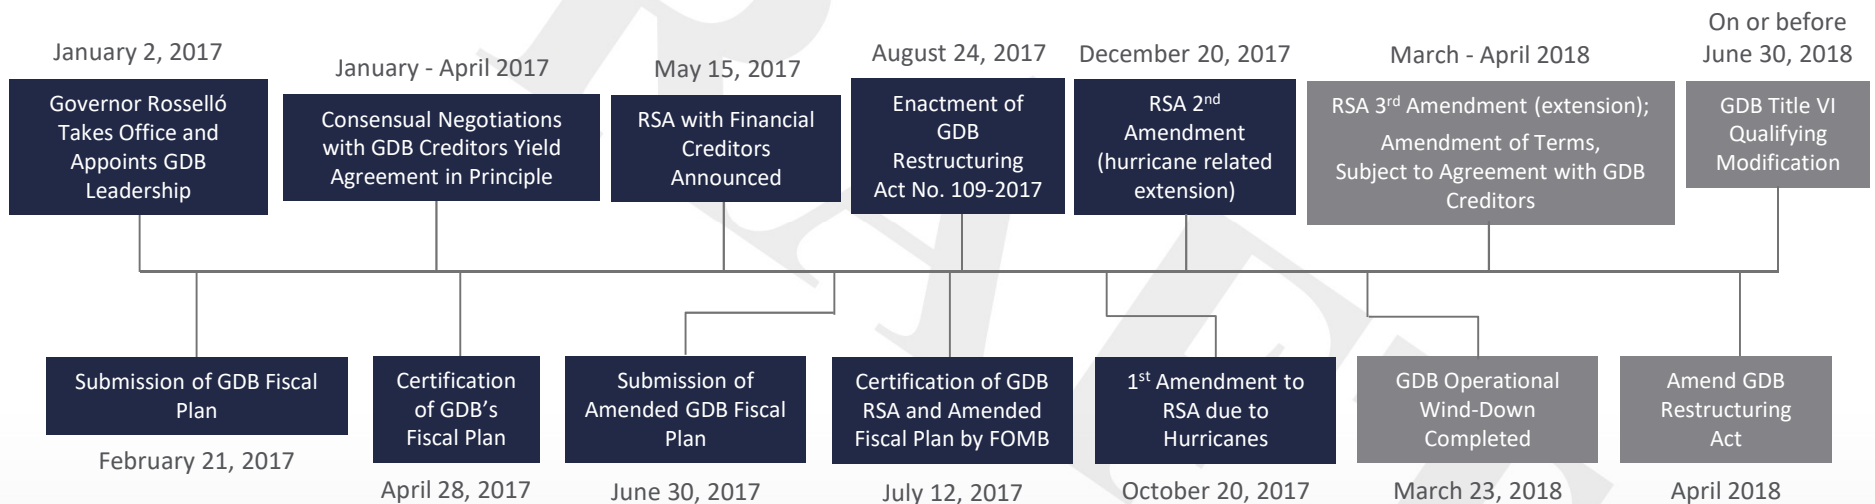 On or before
June 30, 2018
January 2, 2017
January - April 2017
May 15, 2017
August 24, 2017
December 20, 2017
March - April 2018
Governor Rosselló
Takes Office and
Appoints GDB
Leadership
Consensual Negotiations
with GDB Creditors Yield
Agreement in Principle
RSA with Financial
Creditors
Announced
Enactment of
GDB
Restructuring
Act No. 109-2017
RSA 2nd
Amendment
(hurricane related
extension)
RSA 3rd Amendment (extension);
Amendment of Terms,
Subject to Agreement with GDB
Creditors
GDB Title VI
Qualifying
Modification
Submission of GDB Fiscal
Plan
February 21, 2017
Certification
of GDB's
Fiscal Plan
April 28, 2017
Submission of
Amended GDB Fiscal
Plan
June 30, 2017
Certification of GDB
RSA and Amended
Fiscal Plan by FOMB
July 12, 2017
1st Amendment to
RSA due to
Hurricanes
October 20, 2017
GDB Operational
Wind-Down
Completed
March 23, 2018
Amend GDB
Restructuring
Act
April 2018